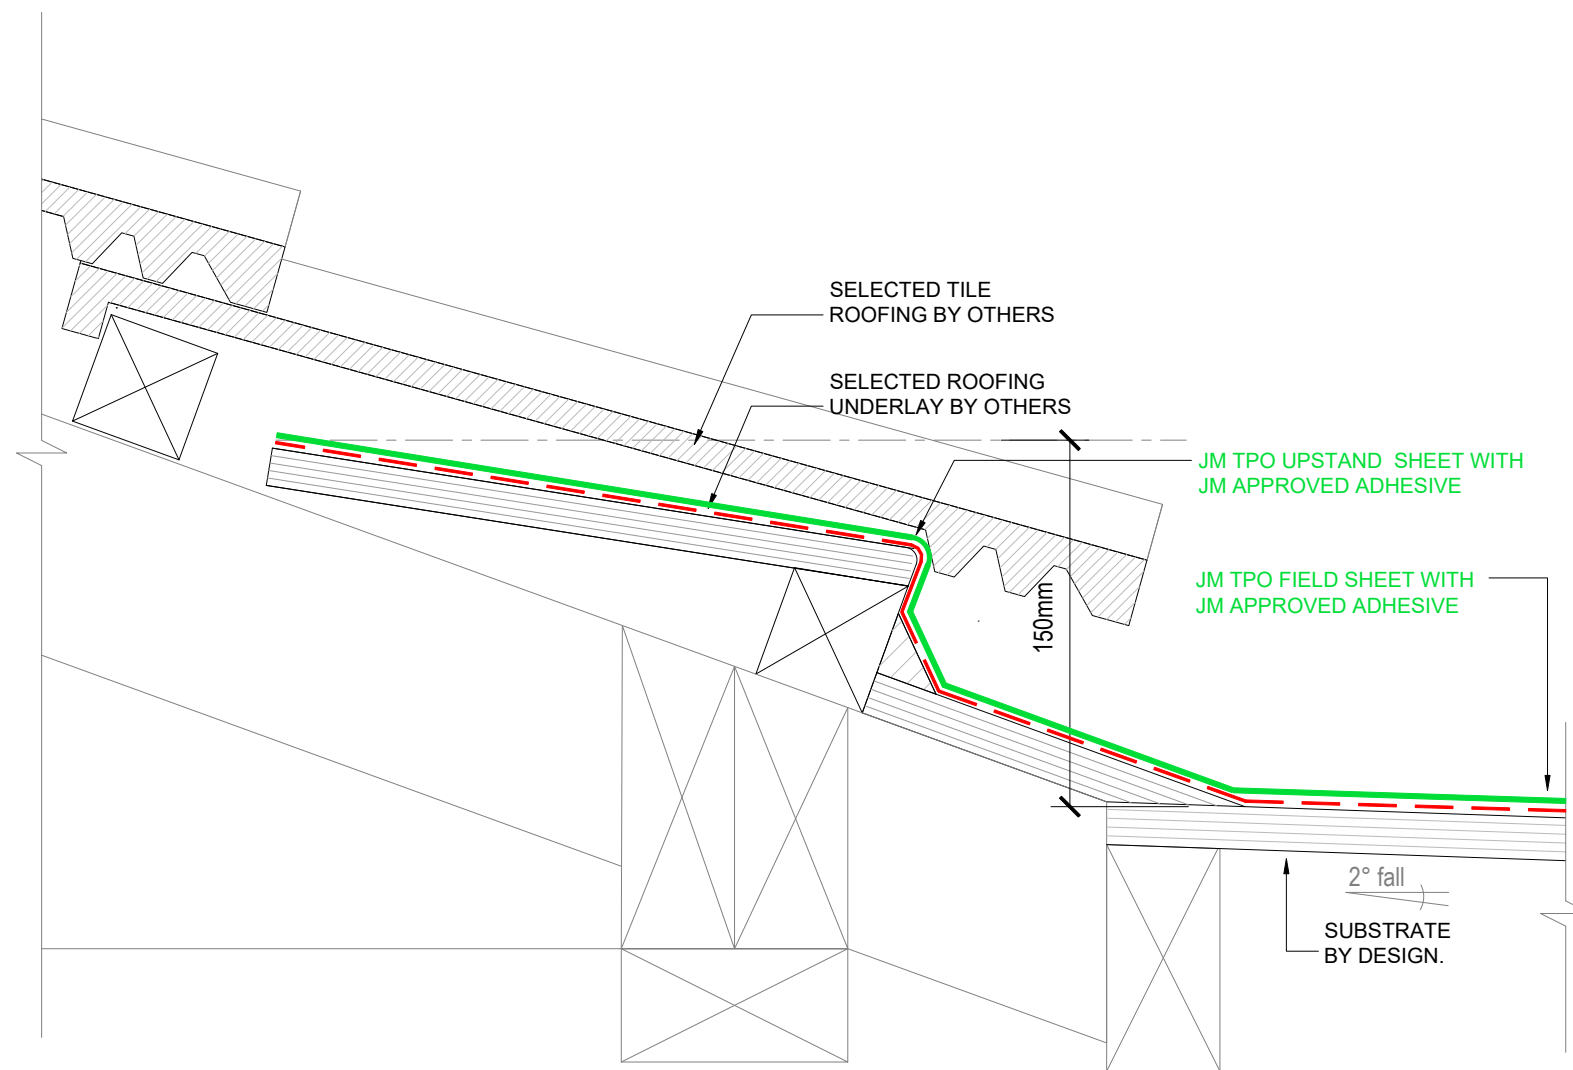 SELECTED TILE
ROOFING BY OTHERS
SELECTED ROOFING
UNDERLAY BY OTHERS
JM TPO UPSTAND  SHEET WITH
JM APPROVED ADHESIVE
JM TPO FIELD SHEET WITH
JM APPROVED ADHESIVE
150mm
2° fall
SUBSTRATE
BY DESIGN.